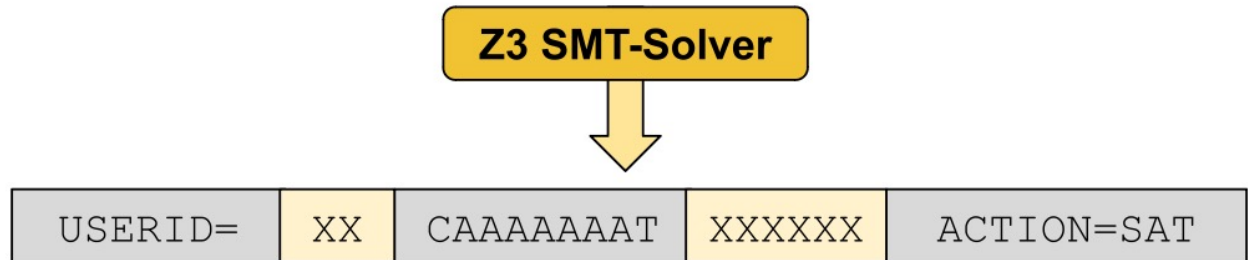 Z3 SMT-Solver
USERID= XX CAAAAAAAT XXXXXX ACTION=SAT